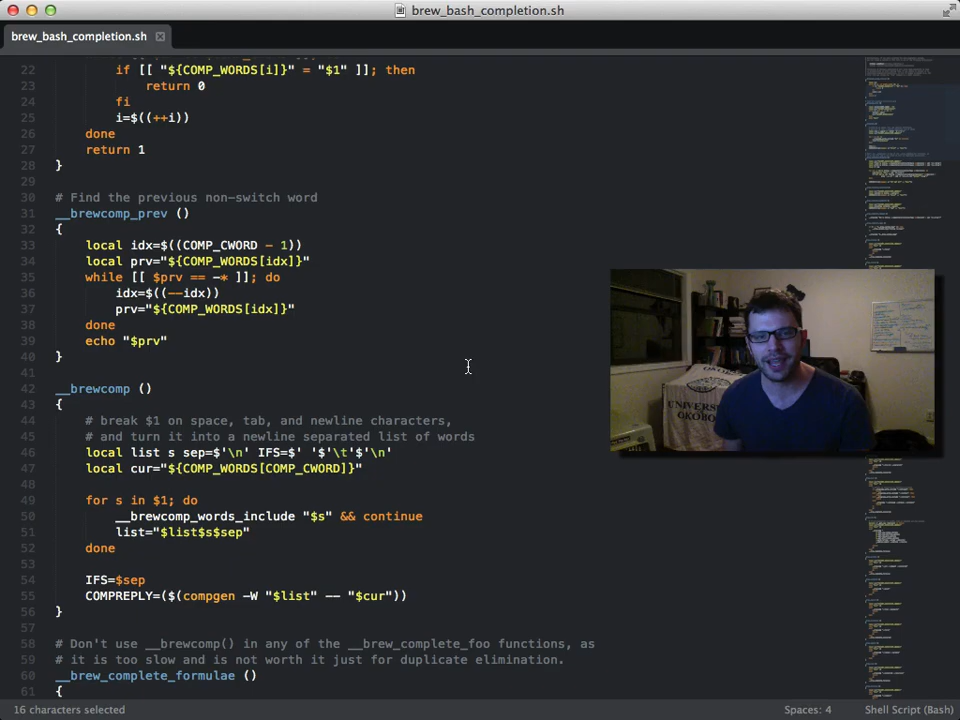 brew_bash_completion.sh
brew_bash_completion.sh
22 if [[ "${COMP_WORDS[i]}" = "$1" ]]; then
23 return 0
24 fi
25 i=$((++i))
26 done
27 return 1
28 }
29
30 # Find the previous non-switch word
31 __brewcomp_prev ()
32 {
33 local idx=$((COMP_CWORD - 1))
34 local prv="${COMP_WORDS[idx]}"
35 while [[ $prv == -* ]]; do
36 idx=$((--idx))
37 prv="${COMP_WORDS[idx]}"
38 done
39 echo "$prv"
40 }
41
42 __brewcomp ()
43 {
44 # break $1 on space, tab, and newline characters,
45 # and turn it into a newline separated list of words
46 local list s sep=$'\n' IFS=$' '$'\t'$'\n'
47 local cur="${COMP_WORDS[COMP_CWORD]}"
48
49 for s in $1; do
50 __brewcomp_words_include "$s" && continue
51 list="$list$s$sep"
52 done
53
54 IFS=$sep
55 COMPREPLY=($(compgen -W "$list" -- "$cur"))
56 }
57
58 # Don't use __brewcomp() in any of the __brew_complete_foo functions, as
59 # it is too slow and is not worth it just for duplicate elimination.
60 __brew_complete_formulae ()
61 {
UNIVERS
16 characters selected
Spaces: 4
Shell Script (Bash)